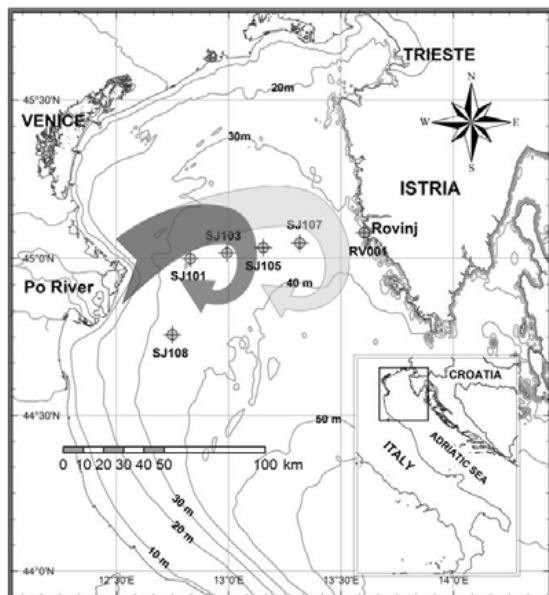 TRIESTE
20m
45°30'
VENICE
N
W E
S
30m
ISTRIA
SJ107
Rovinj
SJ103
RV001
45°00'
SJ101
SJ105
Po River
40 m
SJ108
CROATIA
44°30'
50 m
ADRIATIC SEA
ITALY
0 10 20 30 40 50 100 km
30 m
20 m
10 m
44°0'
12°30'E 13°0'E 13°30'E 14°0'E